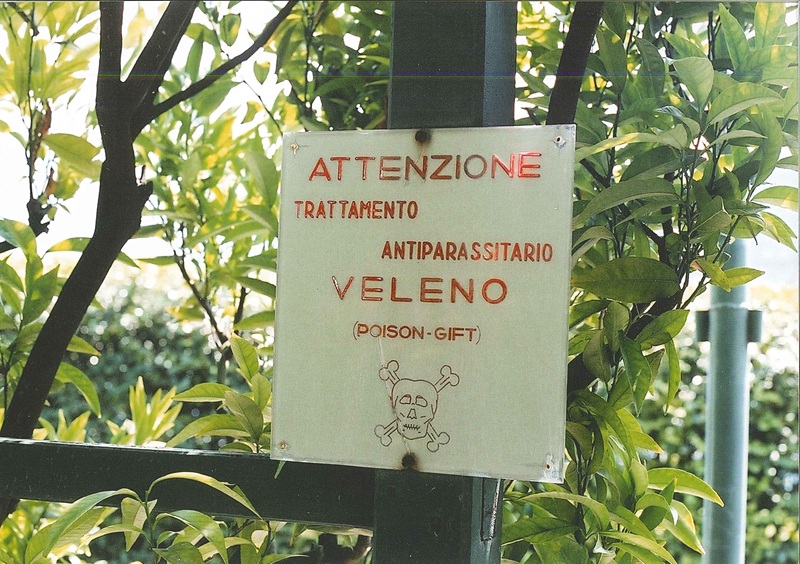 ATTENZIONE
TRATTAMENTO
ANTIPARASSITARIO
VELENO
(POISON-GIFT)